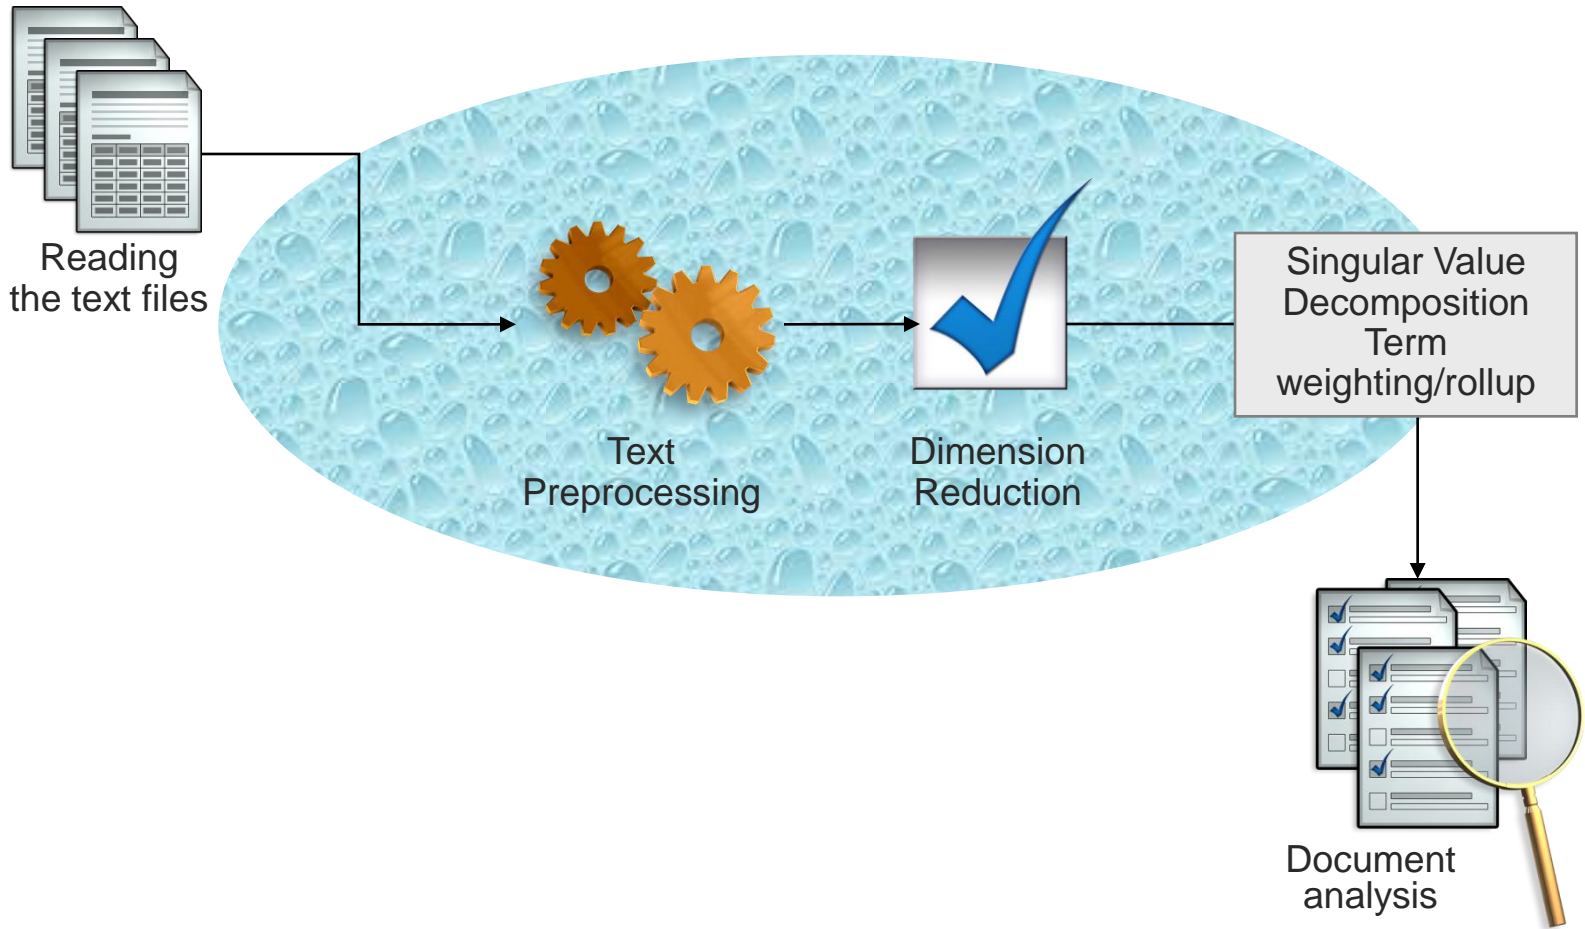 Reading
the text files
Text
Preprocessing
Dimension
Reduction
Singular Value
Decomposition
Term
weighting/rollup
Document
analysis